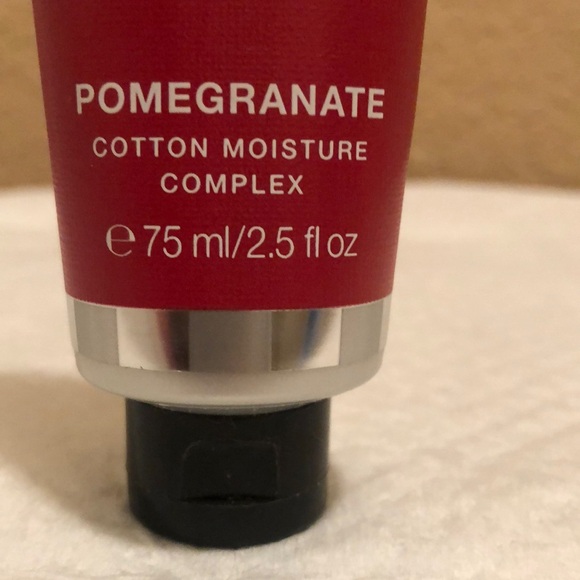 POMEGRANATE
COTTON MOISTURE
COMPLEX
℮75 ml/2.5 fl oz